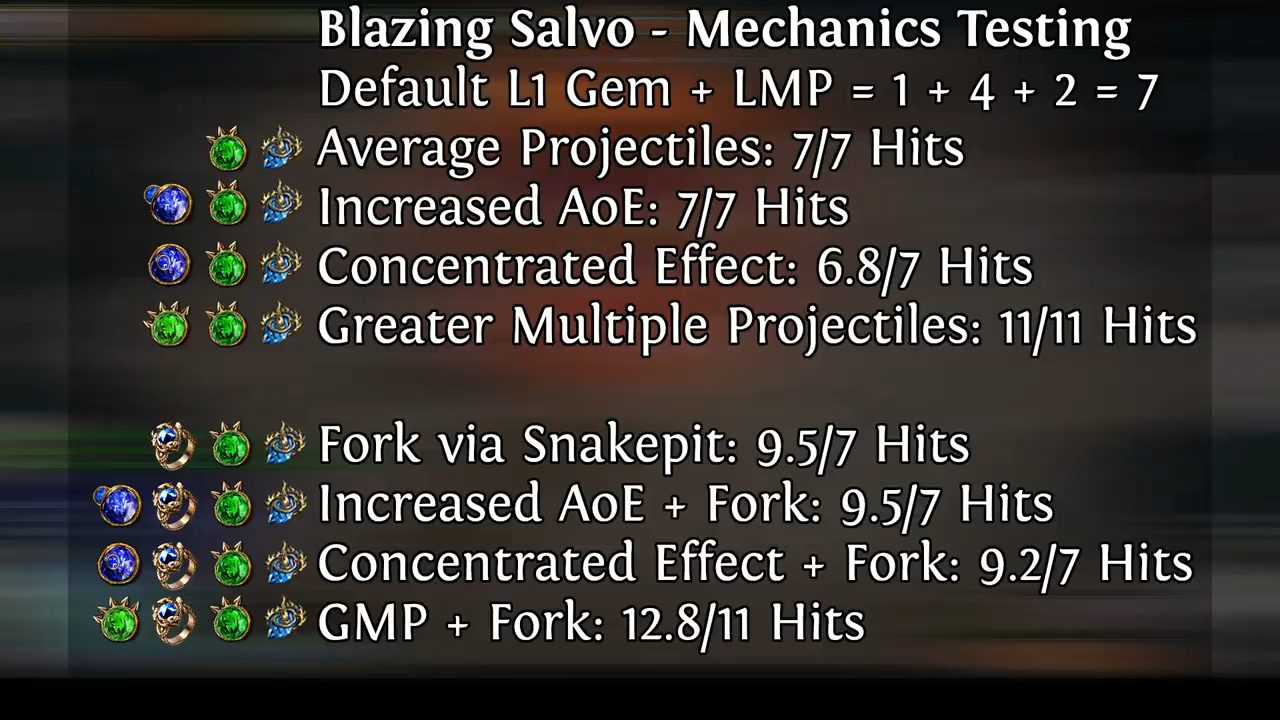 Blazing Salvo - Mechanics Testing
Default L1 Gem + LMP = 1 + 4 + 2 = 7
Average Projectiles: 7/7 Hits
Increased AoE: 7/7 Hits
Concentrated Effect: 6.8/7 Hits
Greater Multiple Projectiles: 11/11 Hits
Fork via Snakepit: 9.5/7 Hits
Increased AoE + Fork: 9.5/7 Hits
Concentrated Effect + Fork: 9.2/7 Hits
GMP + Fork: 12.8/11 Hits